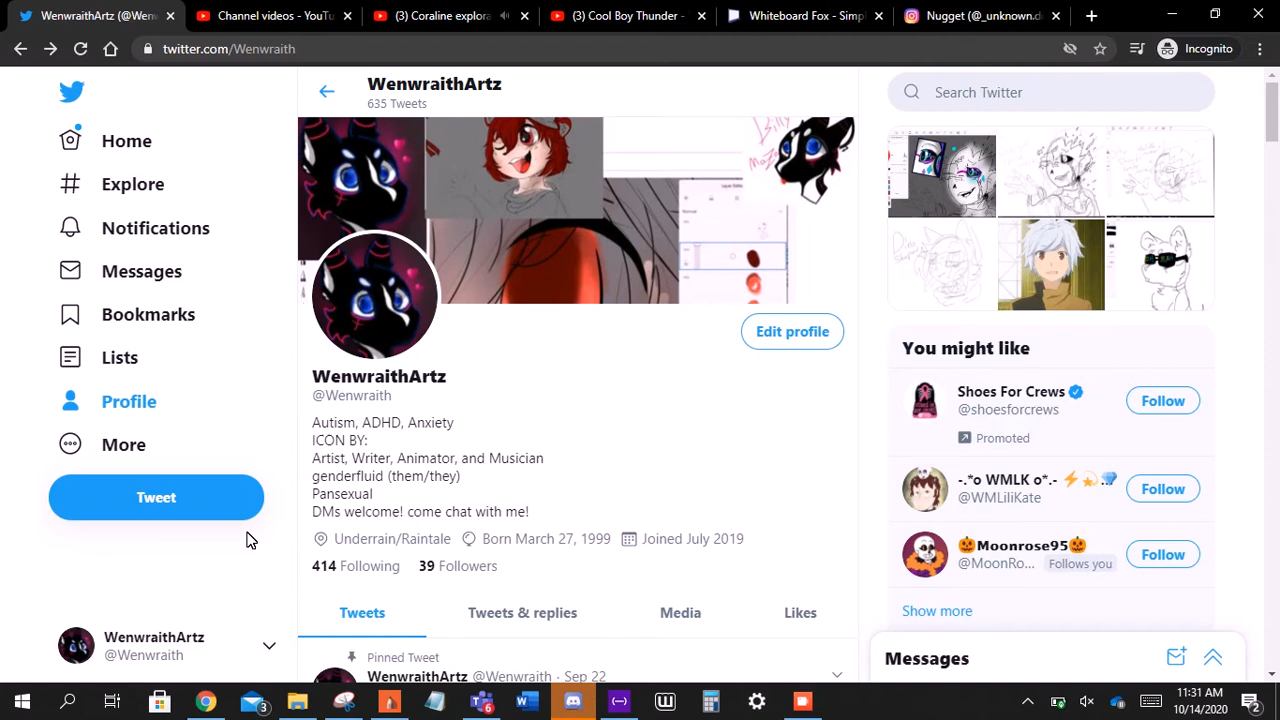 WenwraithArtz (@Wenw
Channel videos - YouTu
(3) Coraline explora
(3) Cool Boy Thunder -
Whiteboard Fox - Simp
Nugget (@_unknown.d
twitter.com/Wenwraith
Incognito
WenwraithArtz
635 Tweets
Search Twitter
Home
Explore
Notifications
Messages
Bookmarks
Lists
Profile
More
Tweet
Edit profile
WenwraithArtz
@Wenwraith
Autism, ADHD, Anxiety
ICON BY:
Artist, Writer, Animator, and Musician
genderfluid (them/they)
Pansexual
DMs welcome! come chat with me!
Underrain/Raintale Born March 27, 1999 Joined July 2019
414 Following 39 Followers
Tweets Tweets & replies Media Likes
Pinned Tweet
WenwraithArtz @Wenwraith · Sep 22
You might like
Shoes For Crews
@shoesforcrews
Promoted
Follow
-.*o WMLK o*.- ⚡💫💎
@WMLiliKate
Follow
🎃Moonrose95🎃
@MoonRo... Follows you
Follow
Show more
Messages
WenwraithArtz
@Wenwraith
3
6
11:31 AM
10/14/2020
2